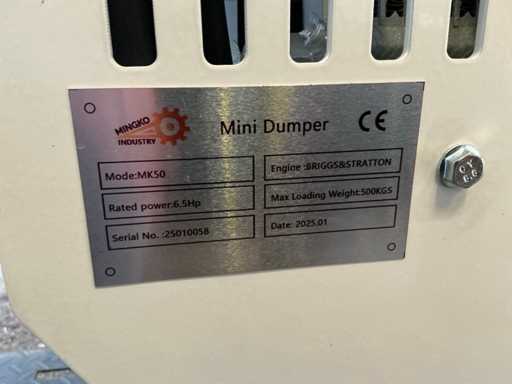 MINGKO
INDUSTRY
Mini Dumper
CE
Mode:MK50
Engine :BRIGGS&STRATTON
Rated power:6.5Hp
Max Loading Weight:500KGS
Serial No. :25010058
Date: 2025.01
CY
8.8